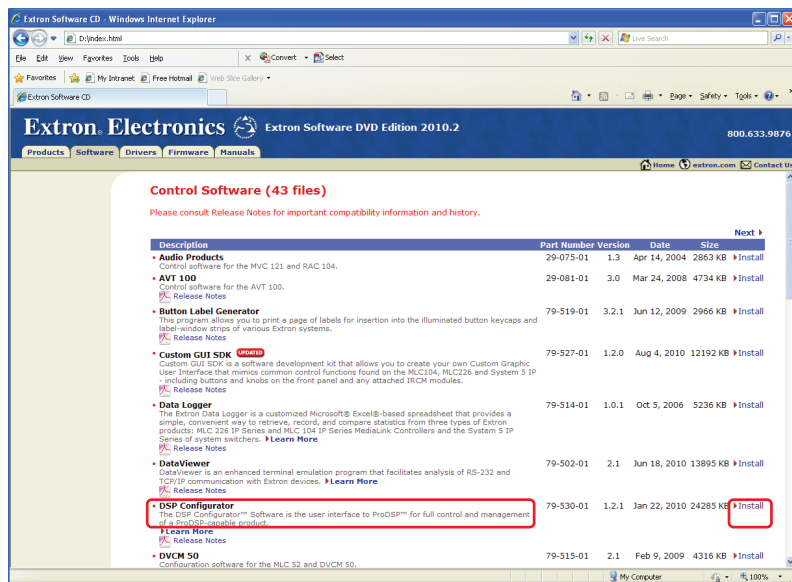 Extron Software CD - Windows Internet Explorer
D:\index.html
Live Search
File Edit View Favorites Tools Help
Convert Select
Favorites My Intranet Free Hotmail Web Slice Gallery
Extron Software CD
Page Safety Tools
Extron® Electronics Extron Software DVD Edition 2010.2
800.633.9876
Products Software Drivers Firmware Manuals
Home extron.com Contact Us
Control Software (43 files)
Please consult Release Notes for important compatibility information and history.
Next
Description Part Number Version Date Size
Audio Products 29-075-01 1.3 Apr 14, 2004 2863 KB Install
Control software for the MVC 121 and RAC 104.
AVT 100 29-081-01 3.0 Mar 24, 2008 4734 KB Install
Control software for the AVT 100.
Release Notes
Button Label Generator 79-519-01 3.2.1 Jun 12, 2009 2966 KB Install
This program allows you to print a page of labels for insertion into the illuminated button keycaps and
label-window strips of various Extron systems.
Release Notes
Custom GUI SDK UPDATED 79-527-01 1.2.0 Aug 4, 2010 12192 KB Install
Custom GUI SDK is a software development kit that allows you to create your own Custom Graphic
User Interface that mimics common control functions found on the MLC104, MLC226 and System 5 IP
- including buttons and knobs on the front panel and any attached IRCM modules.
Release Notes
Data Logger 79-514-01 1.0.1 Oct 5, 2006 5236 KB Install
The Extron Data Logger is a customized Microsoft® Excel®-based spreadsheet that provides a
simple, convenient way to retrieve, record, and compare statistics from three types of Extron
products: MLC 226 IP Series and MLC 104 IP Series MediaLink Controllers and the System 5 IP
Series of system switchers. Learn More
Release Notes
DataViewer 79-502-01 2.1 Jun 18, 2010 13895 KB Install
DataViewer is an enhanced terminal emulation program that facilitates analysis of RS-232 and
TCP/IP communication with Extron devices. Learn More
Release Notes
DSP Configurator 79-530-01 1.2.1 Jan 22, 2010 24285 KB Install
The DSP Configurator™ Software is the user interface to ProDSP™ for full control and management
of a ProDSP-capable product.
Learn More
Release Notes
DVCM 50 79-515-01 2.1 Feb 9, 2009 4316 KB Install
Configuration software for the MLC 52 and DVCM 50.
My Computer 100%